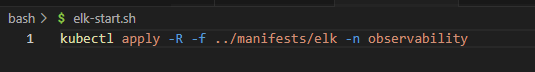 bash > $ elk-start.sh
1 kubectl apply -R -f ../manifests/elk -n observability